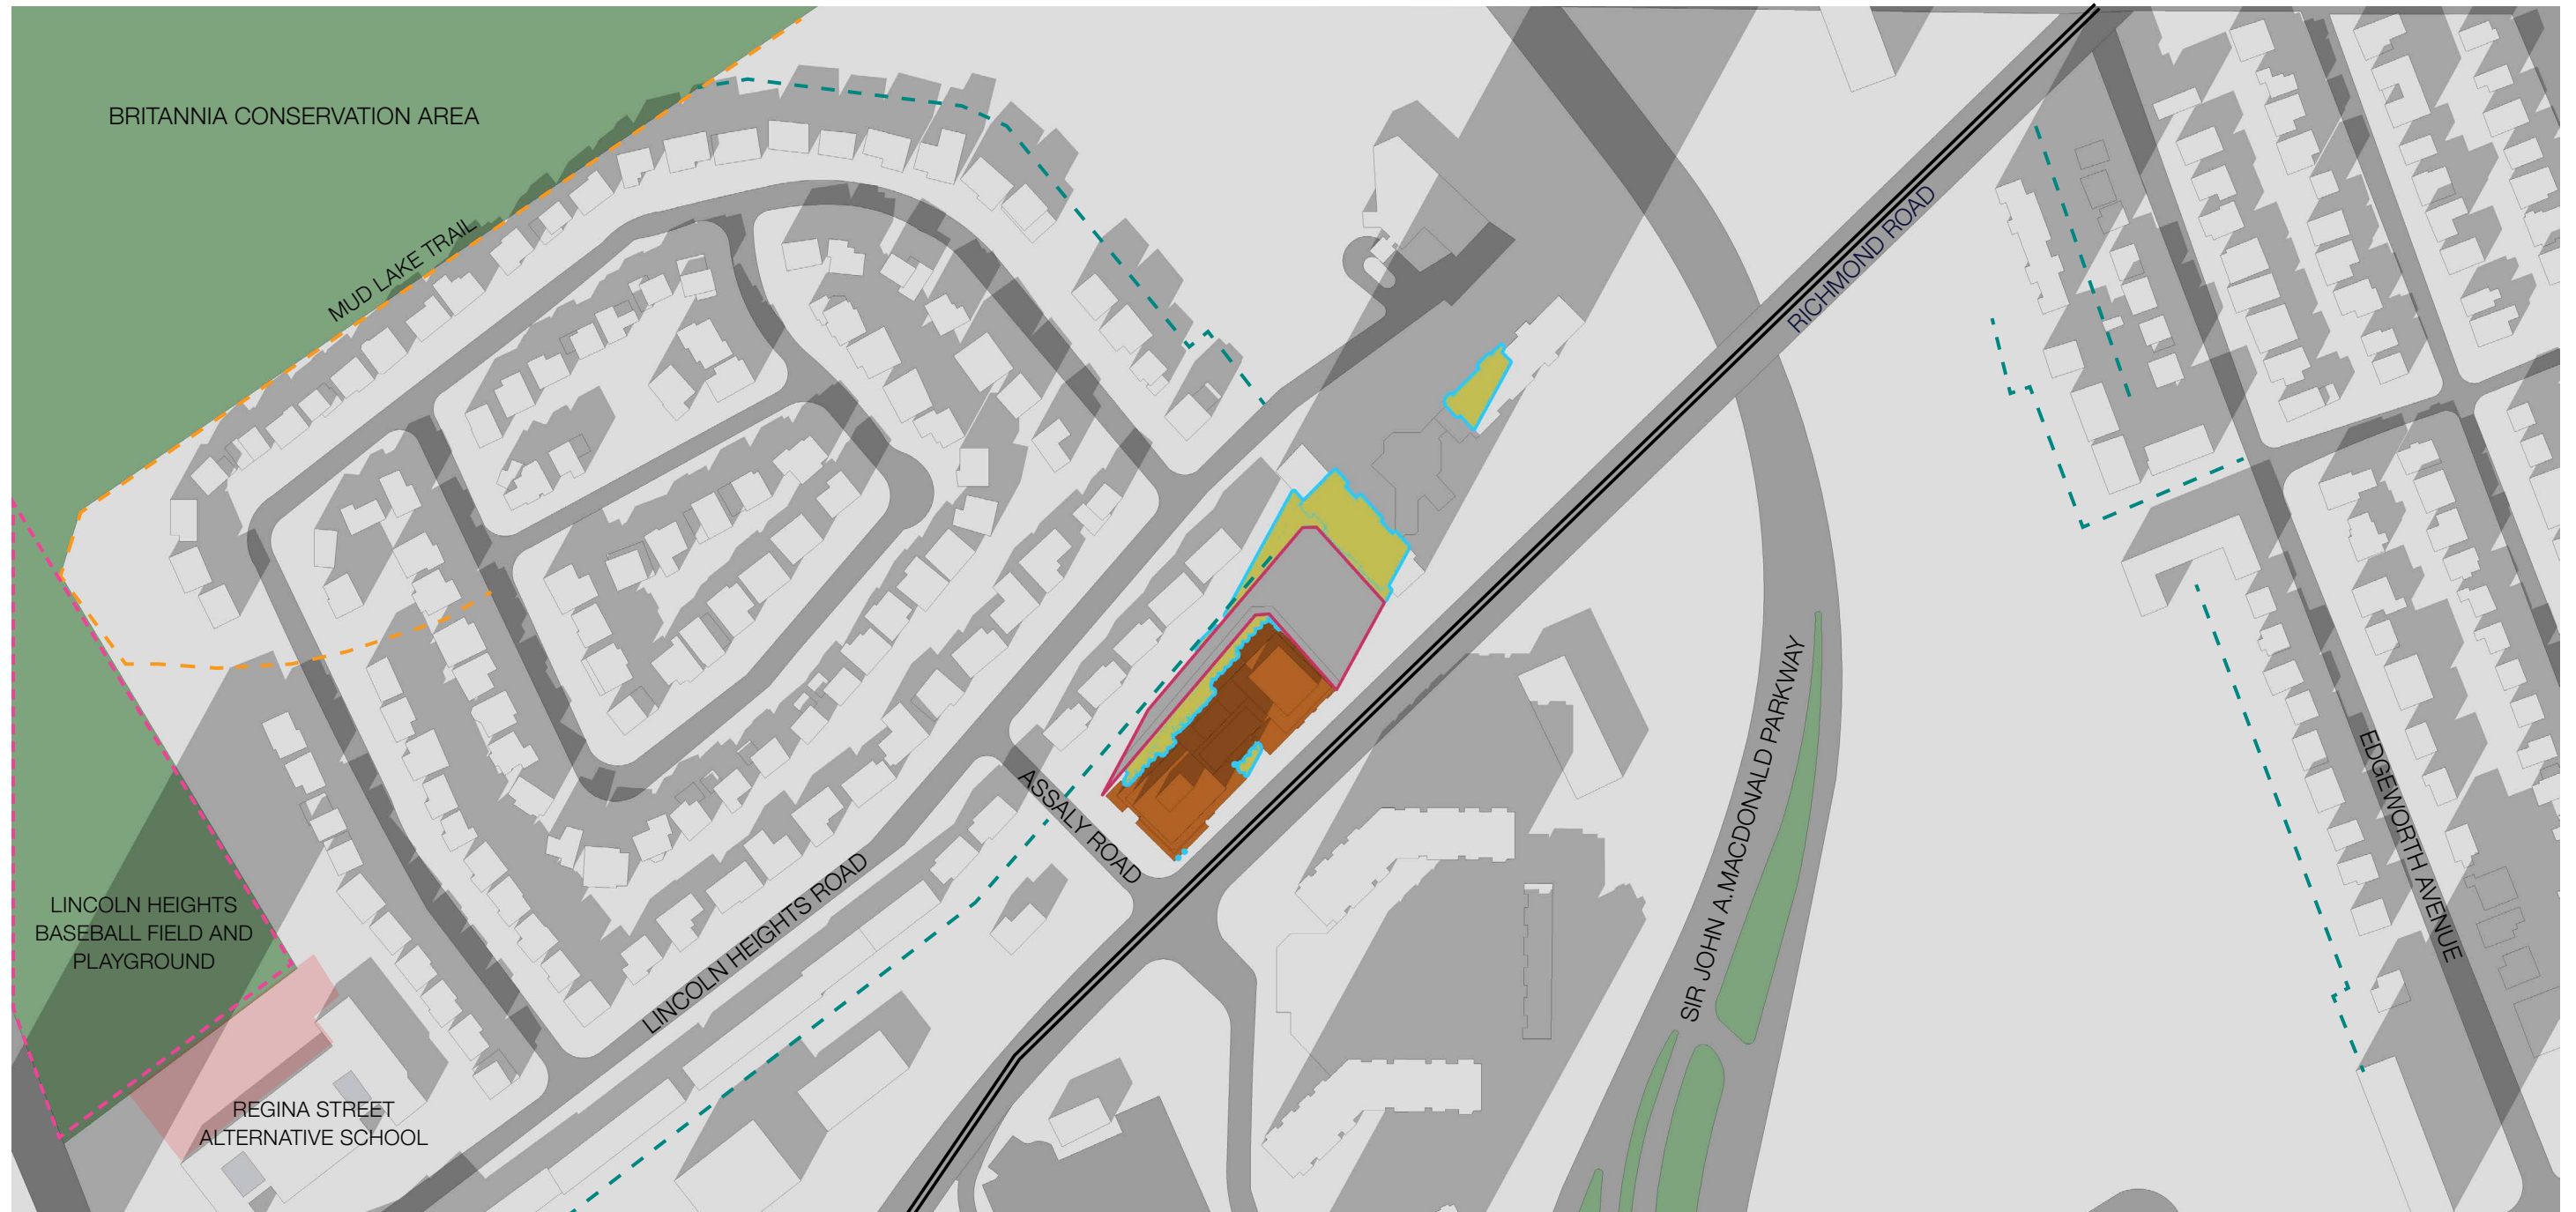 BRITANNIA CONSERVATION AREA
MUD LAKE TRAIL
RICHMOND ROAD
SIR JOHN A.MACDONALD PARKWAY
EDGEWORTH AVENUE
ASSALY ROAD
LINCOLN HEIGHTS ROAD
LINCOLN HEIGHTS
BASEBALL FIELD AND
PLAYGROUND
REGINA STREET
ALTERNATIVE SCHOOL